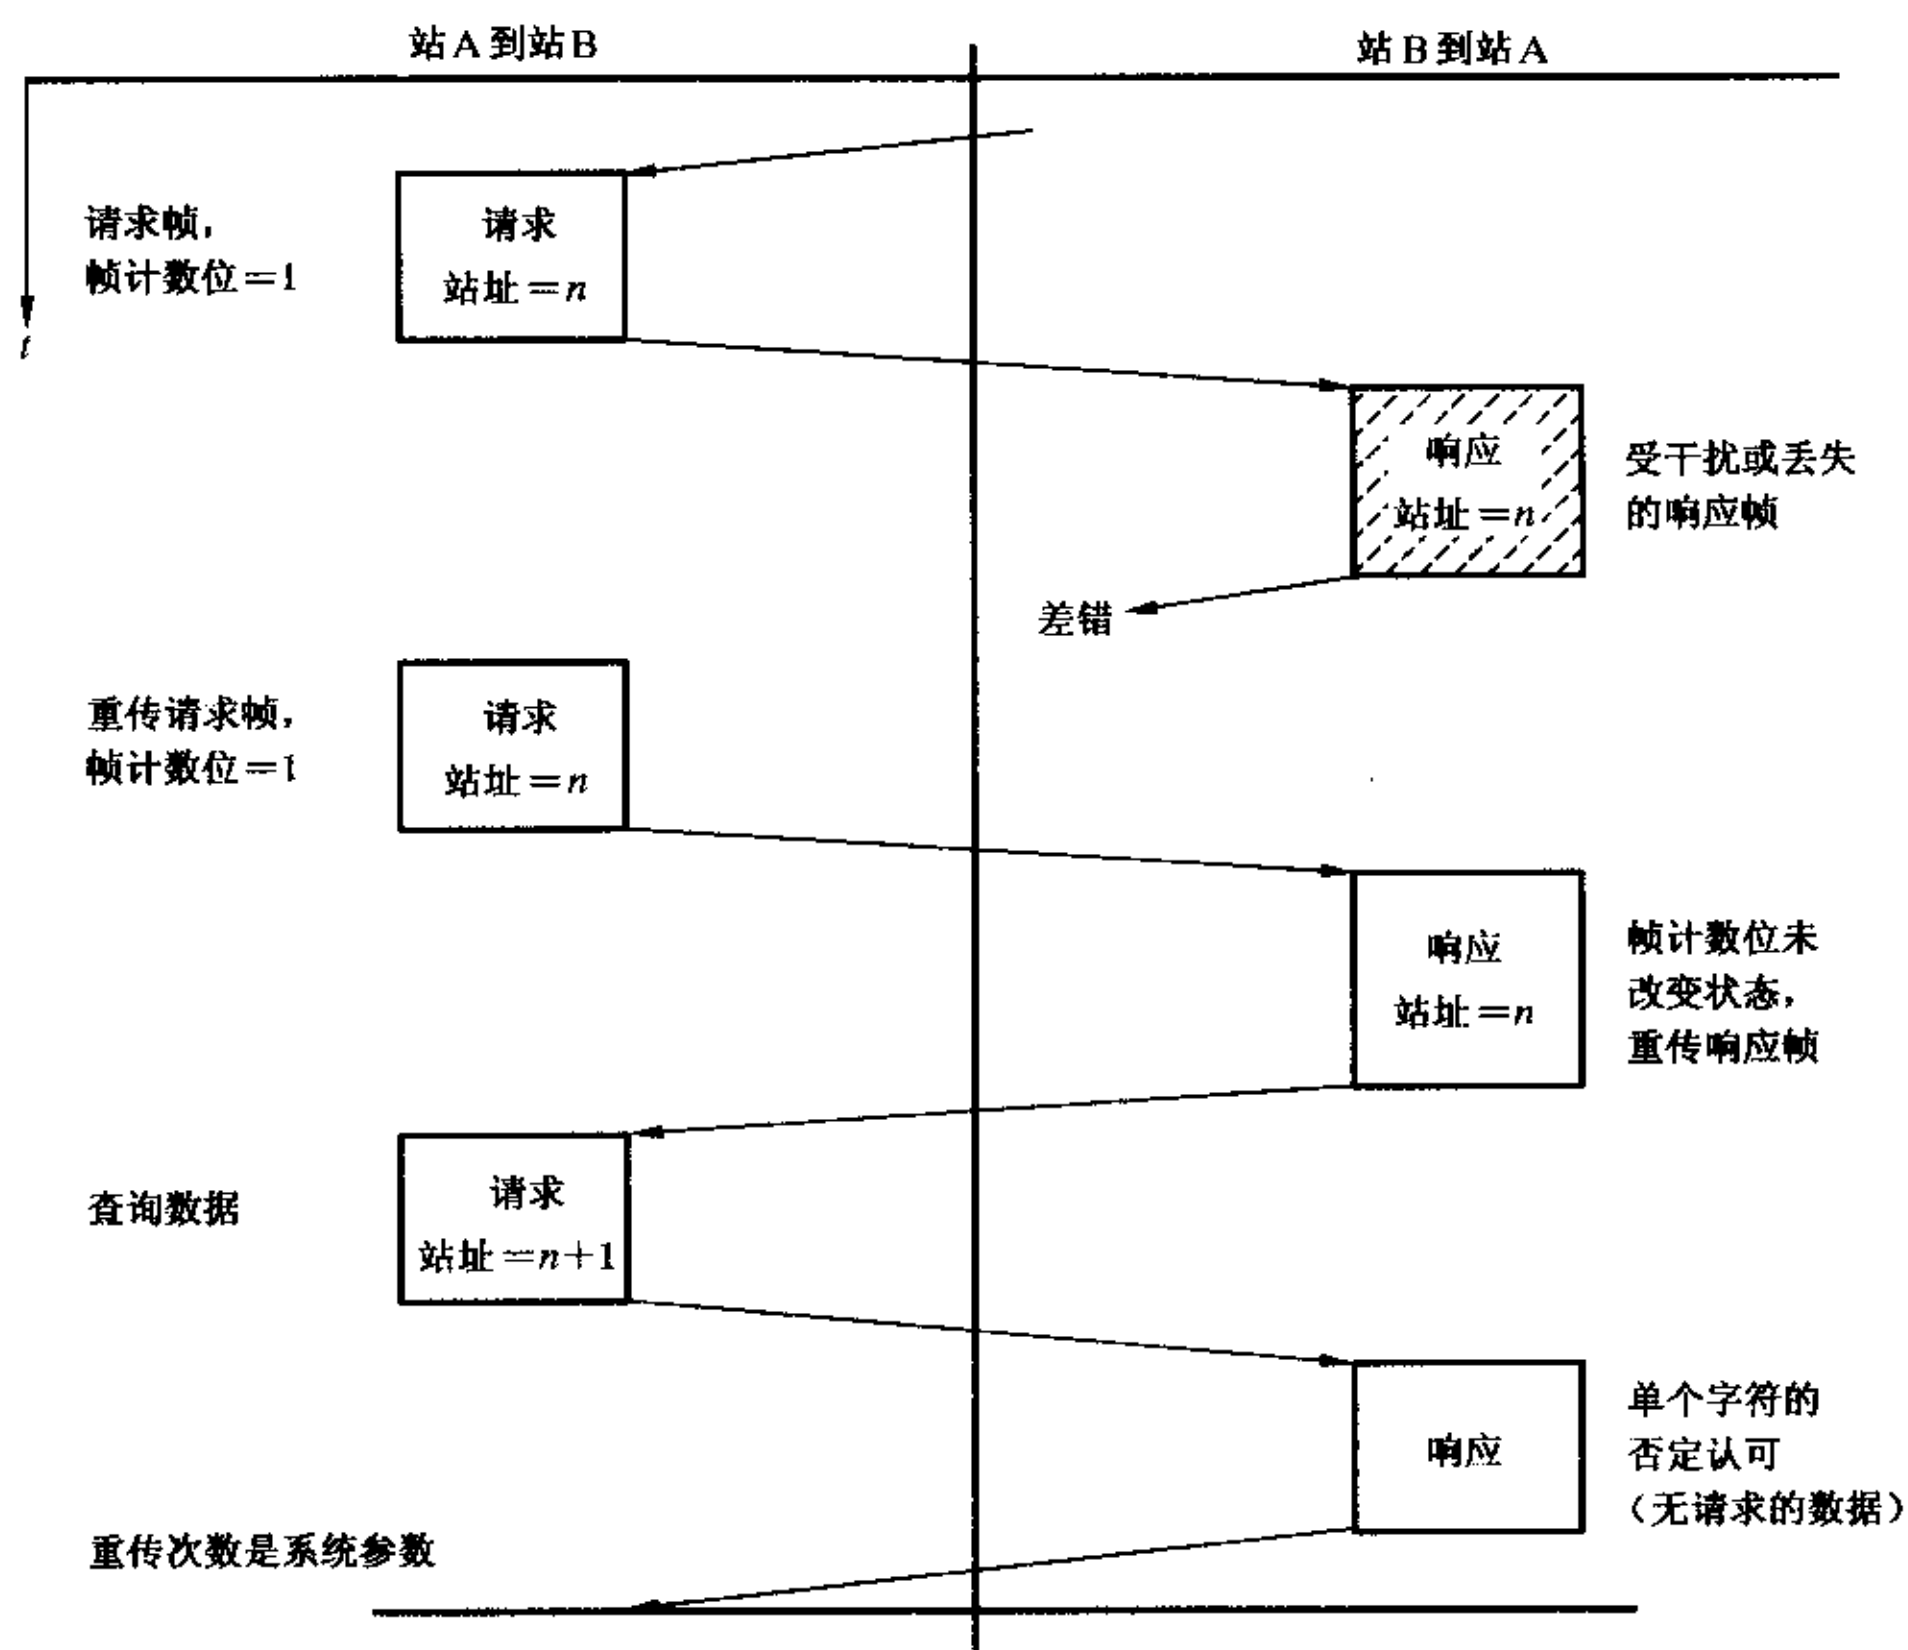 站A到站B
站B到站A
t
请求帧,
帧计数位=1
请求
站址=n
响应
站址=n
受干扰或丢失
的响应帧
差错
重传请求帧,
帧计数位=1
请求
站址=n
响应
站址=n
帧计数位未
改变状态,
重传响应帧
查询数据
请求
站址=n+1
响应
单个字符的
否定认可
(无请求的数据)
重传次数是系统参数